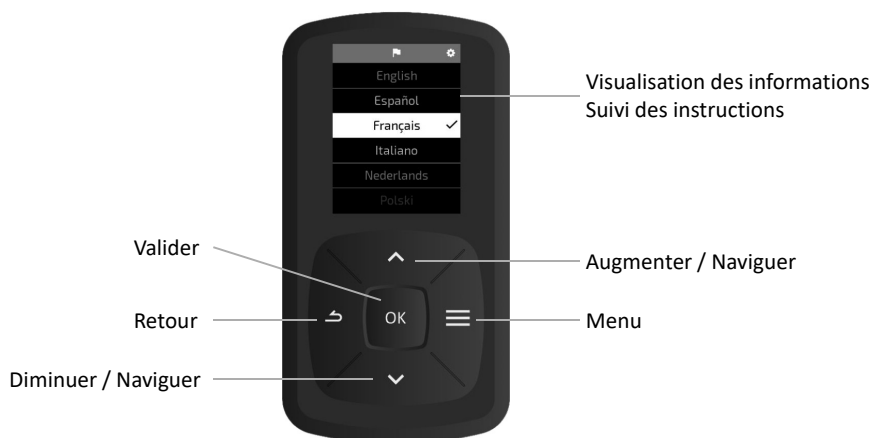 English
Español
Français
Italiano
Nederlands
Polski
Visualisation des informations
Suivi des instructions
Valider
Augmenter / Naviguer
Retour
OK
Menu
Diminuer / Naviguer